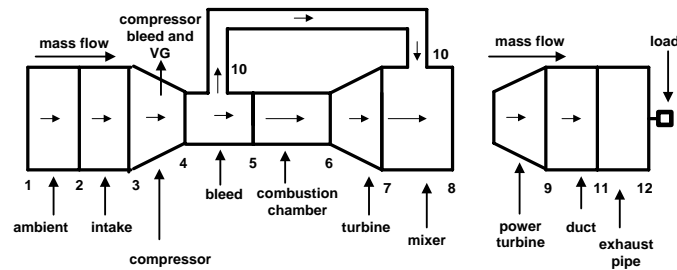 compressor
bleed and
VG
mass flow
10
10
mass flow
load
1
2
3
4
5
6
7
8
9
11
12
ambient
intake
compressor
bleed
combustion
chamber
turbine
mixer
power
turbine
duct
exhaust
pipe